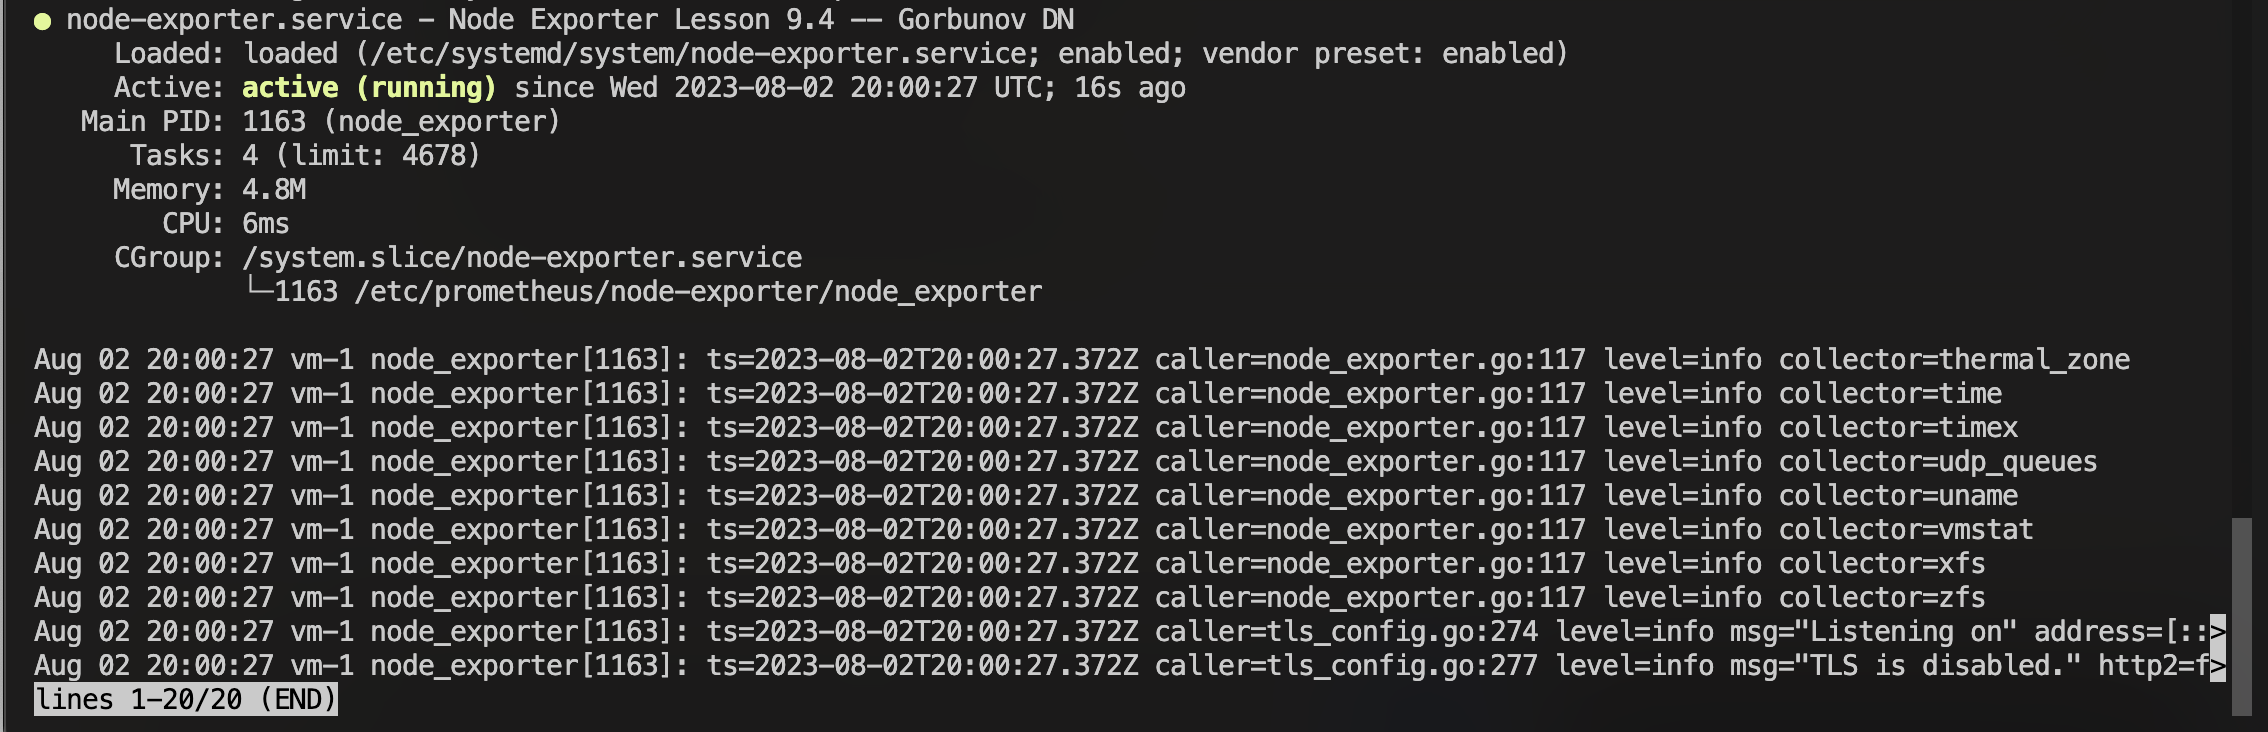 ● node-exporter.service - Node Exporter Lesson 9.4 -- Gorbunov DN
Loaded: loaded (/etc/systemd/system/node-exporter.service; enabled; vendor preset: enabled)
Active: active (running) since Wed 2023-08-02 20:00:27 UTC; 16s ago
Main PID: 1163 (node_exporter)
Tasks: 4 (limit: 4678)
Memory: 4.8M
CPU: 6ms
CGroup: /system.slice/node-exporter.service
└─1163 /etc/prometheus/node-exporter/node_exporter
Aug 02 20:00:27 vm-1 node_exporter[1163]: ts=2023-08-02T20:00:27.372Z caller=node_exporter.go:117 level=info collector=thermal_zone
Aug 02 20:00:27 vm-1 node_exporter[1163]: ts=2023-08-02T20:00:27.372Z caller=node_exporter.go:117 level=info collector=time
Aug 02 20:00:27 vm-1 node_exporter[1163]: ts=2023-08-02T20:00:27.372Z caller=node_exporter.go:117 level=info collector=timex
Aug 02 20:00:27 vm-1 node_exporter[1163]: ts=2023-08-02T20:00:27.372Z caller=node_exporter.go:117 level=info collector=udp_queues
Aug 02 20:00:27 vm-1 node_exporter[1163]: ts=2023-08-02T20:00:27.372Z caller=node_exporter.go:117 level=info collector=uname
Aug 02 20:00:27 vm-1 node_exporter[1163]: ts=2023-08-02T20:00:27.372Z caller=node_exporter.go:117 level=info collector=vmstat
Aug 02 20:00:27 vm-1 node_exporter[1163]: ts=2023-08-02T20:00:27.372Z caller=node_exporter.go:117 level=info collector=xfs
Aug 02 20:00:27 vm-1 node_exporter[1163]: ts=2023-08-02T20:00:27.372Z caller=node_exporter.go:117 level=info collector=zfs
Aug 02 20:00:27 vm-1 node_exporter[1163]: ts=2023-08-02T20:00:27.372Z caller=tls_config.go:274 level=info msg="Listening on" address=[::>
Aug 02 20:00:27 vm-1 node_exporter[1163]: ts=2023-08-02T20:00:27.372Z caller=tls_config.go:277 level=info msg="TLS is disabled." http2=f>
lines 1-20/20 (END)